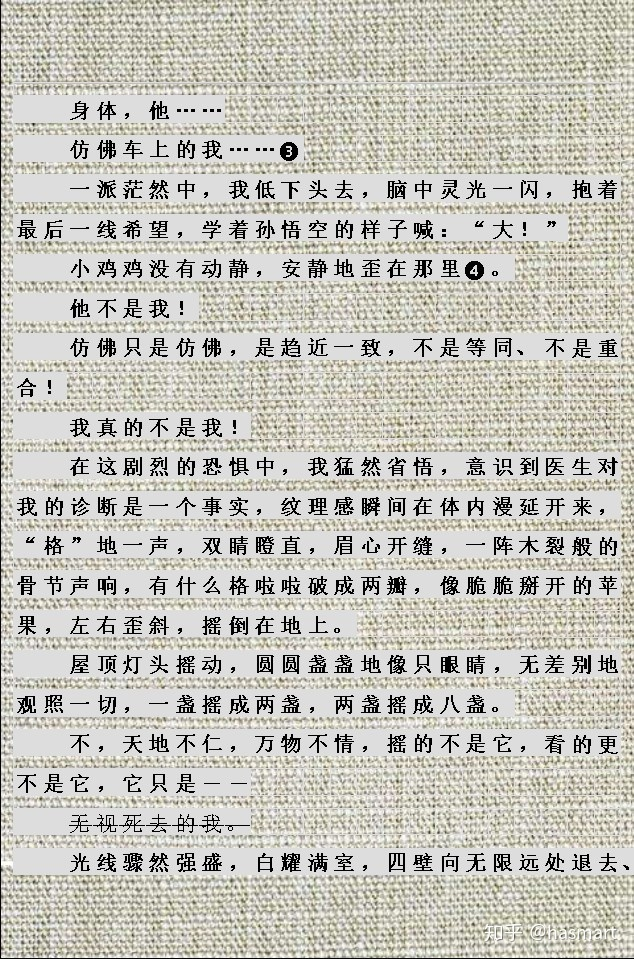 身体，他……
仿佛车上的我……❸
一派茫然中，我低下头去，脑中灵光一闪，抱着
最后一线希望，学着孙悟空的样子喊：“大！”
小鸡鸡没有动静，安静地歪在那里❹。
他不是我！
仿佛只是仿佛，是趋近一致，不是等同、不是重
合！
我真的不是我！
在这剧烈的恐惧中，我猛然省悟，意识到医生对
我的诊断是一个事实，纹理感瞬间在体内漫延开来，
“格”地一声，双睛瞪直，眉心开缝，一阵木裂般的
骨节声响，有什么格啦啦破成两瓣，像脆脆掰开的苹
果，左右歪斜，摇倒在地上。
屋顶灯头摇动，圆圆盏盏地像只眼睛，无差别地
观照一切，一盏摇成两盏，两盏摇成八盏。
不，天地不仁，万物不情，摇的不是它，看的更
不是它，它只是——
无视死去的我。
光线骤然强盛，白耀满室，四壁向无限远处退去、
知乎 @hasmart